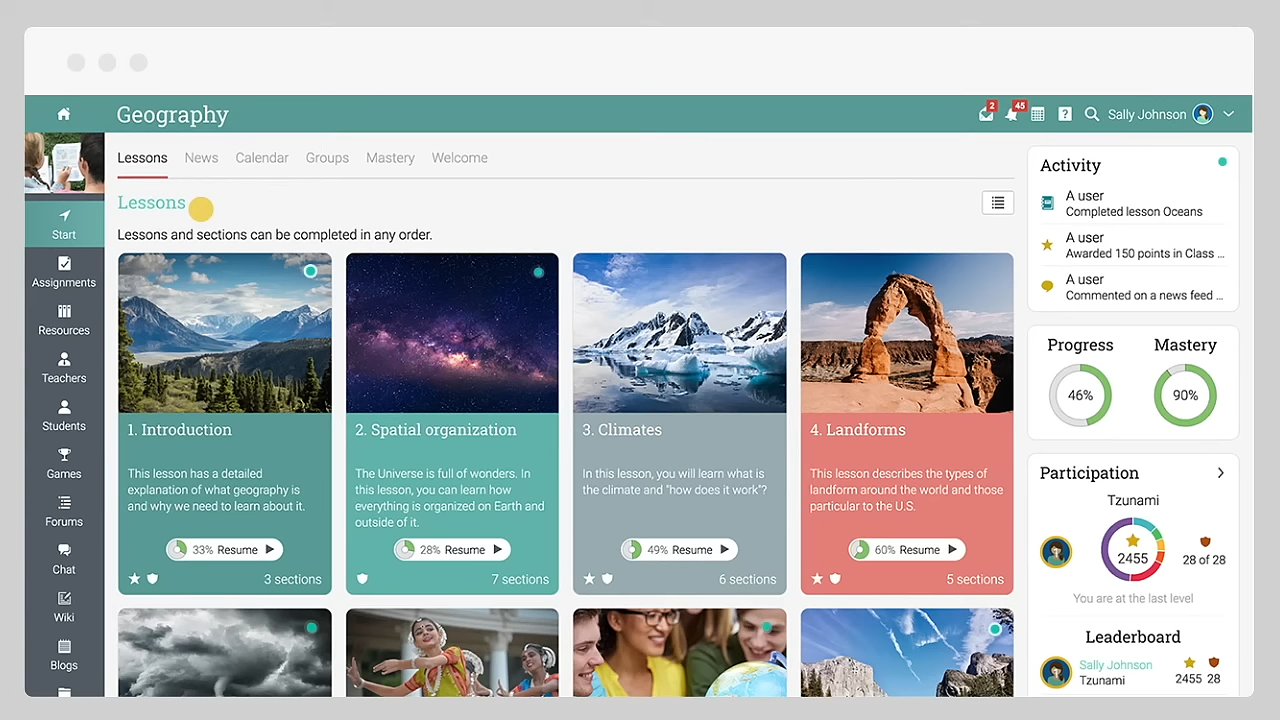 Geography
2
45
?
Sally Johnson
Lessons
News
Calendar
Groups
Mastery
Welcome
Start
Assignments
Resources
Teachers
Students
Games
Forums
Chat
Wiki
Blogs
Lessons
Lessons and sections can be completed in any order.
1. Introduction
This lesson has a detailed
explanation of what geography is
and why we need to learn about it.
33% Resume
3 sections
2. Spatial organization
The Universe is full of wonders. In
this lesson, you can learn how
everything is organized on Earth and
outside of it.
28% Resume
7 sections
3. Climates
In this lesson, you will learn what is
the climate and "how does it work"?
49% Resume
6 sections
4. Landforms
This lesson describes the types of
landform around the world and those
particular to the U.S.
60% Resume
5 sections
Activity
A user
Completed lesson Oceans
A user
Awarded 150 points in Class ...
A user
Commented on a news feed ...
Progress
Mastery
46%
90%
Participation
Tzunami
2455
28 of 28
You are at the last level
Leaderboard
Sally Johnson
Tzunami
2455 28